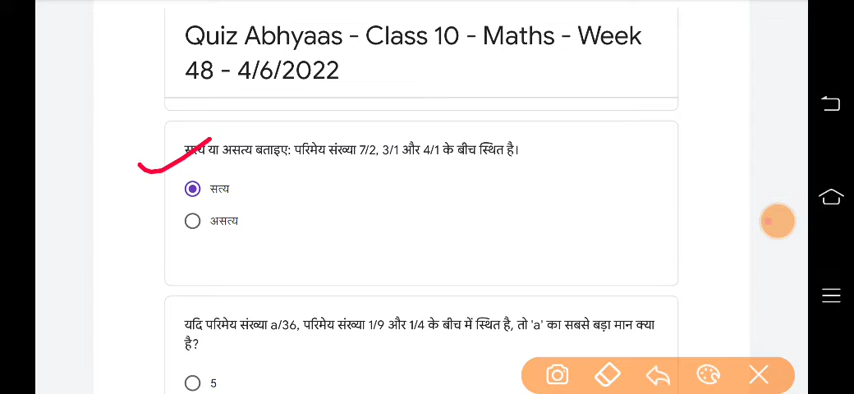 Quiz Abhyaas - Class 10 - Maths - Week
48 - 4/6/2022
सत्य या असत्य बताइए: परिमेय संख्या 7/2, 3/1 और 4/1 के बीच स्थित है।
सत्य
असत्य
यदि परिमेय संख्या a/36, परिमेय संख्या 1/9 और 1/4 के बीच में स्थित है, तो 'a' का सबसे बड़ा मान क्या
है?
5